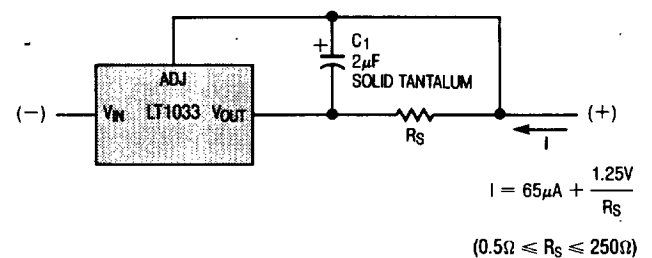 C1
+
2μF
SOLID TANTALUM
ADJ
(−) VIN LT1033 VOUT (+)
RS
I
I = 65μA + 1.25V / RS
(0.5Ω ≤ RS ≤ 250Ω)